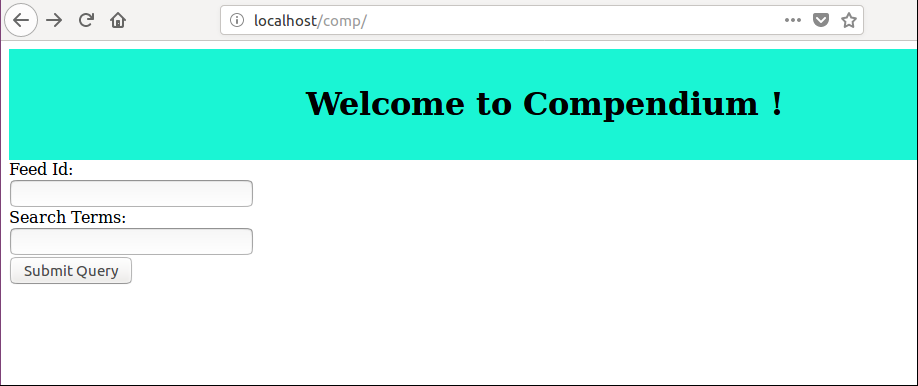 localhost/comp/
Welcome to Compendium !
Feed Id:
Search Terms:
Submit Query